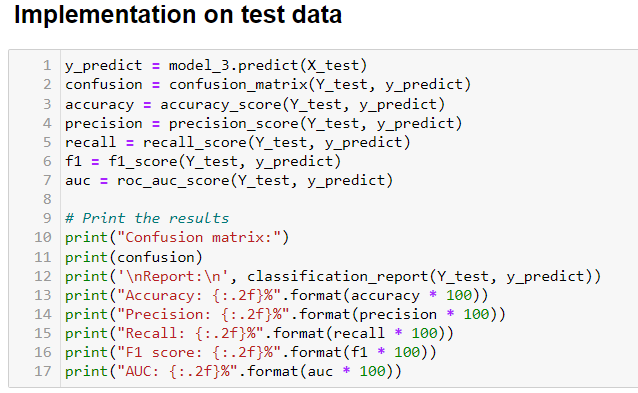 Implementation on test data
1 y_predict = model_3.predict(X_test)
2 confusion = confusion_matrix(Y_test, y_predict)
3 accuracy = accuracy_score(Y_test, y_predict)
4 precision = precision_score(Y_test, y_predict)
5 recall = recall_score(Y_test, y_predict)
6 f1 = f1_score(Y_test, y_predict)
7 auc = roc_auc_score(Y_test, y_predict)
8
9 # Print the results
10 print("Confusion matrix:")
11 print(confusion)
12 print('\nReport:\n', classification_report(Y_test, y_predict))
13 print("Accuracy: {:.2f}%".format(accuracy * 100))
14 print("Precision: {:.2f}%".format(precision * 100))
15 print("Recall: {:.2f}%".format(recall * 100))
16 print("F1 score: {:.2f}%".format(f1 * 100))
17 print("AUC: {:.2f}%".format(auc * 100))